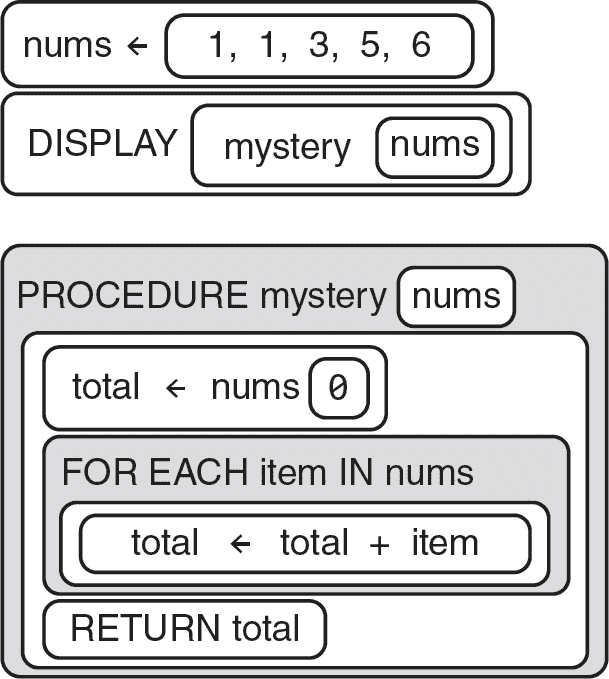 nums ← 1, 1, 3, 5, 6
DISPLAY mystery nums
PROCEDURE mystery nums
total ← nums 0
FOR EACH item IN nums
total ← total + item
RETURN total